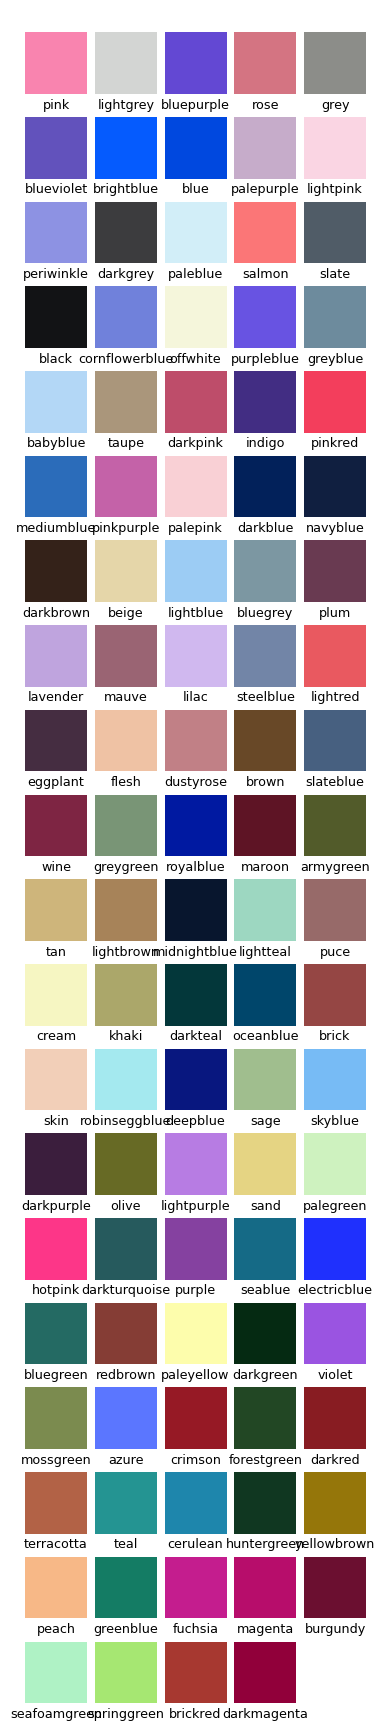 pink lightgrey bluepurple rose grey
blueviolet brightblue blue palepurple lightpink
periwinkle darkgrey paleblue salmon slate
black cornflowerblue offwhite purpleblue greyblue
babyblue taupe darkpink indigo pinkred
mediumblue pinkpurple palepink darkblue navyblue
darkbrown beige lightblue bluegrey plum
lavender mauve lilac steelblue lightred
eggplant flesh dustyrose brown slateblue
wine greygreen royalblue maroon armygreen
tan lightbrown midnightblue lightteal puce
cream khaki darkteal oceanblue brick
skin robinseggblue deepblue sage skyblue
darkpurple olive lightpurple sand palegreen
hotpink darkturquoise purple seablue electricblue
bluegreen redbrown paleyellow darkgreen violet
mossgreen azure crimson forestgreen darkred
terracotta teal cerulean huntergreen yellowbrown
peach greenblue fuchsia magenta burgundy
seafoamgreen springgreen brickred darkmagenta